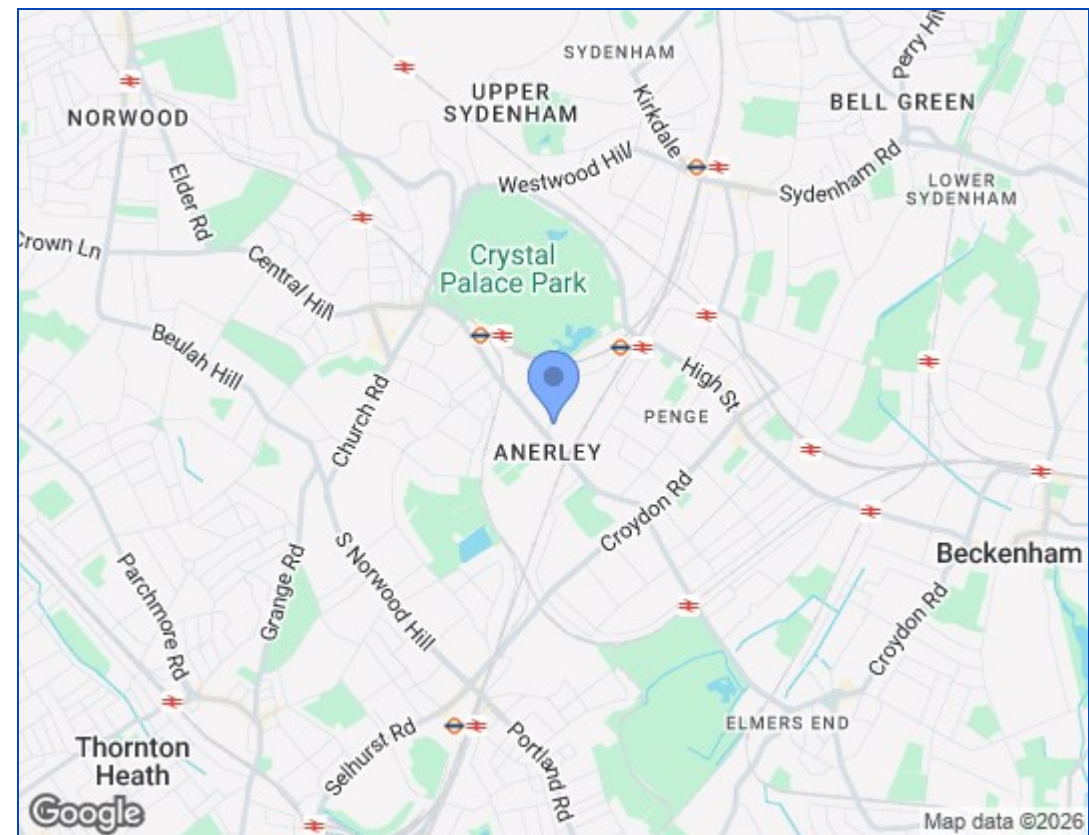 SYDENHAM
Perry Hil
UPPER
SYDENHAM
BELL GREEN
NORWOOD
Kirkdale
Westwood Hill
Sydenham Rd
LOWER
SYDENHAM
Elder Rd
Crown Ln
Central Hill
Crystal
Palace Park
Beulah Hill
Church Rd
High St
PENGE
ANERLEY
Croydon Rd
S Norwood Hill
Beckenham
Parchmore Rd
Grange Rd
Croydon Rd
ELMERS END
Thornton
Heath
Selhurst Rd
Portland Rd
Google
Map data ©2026